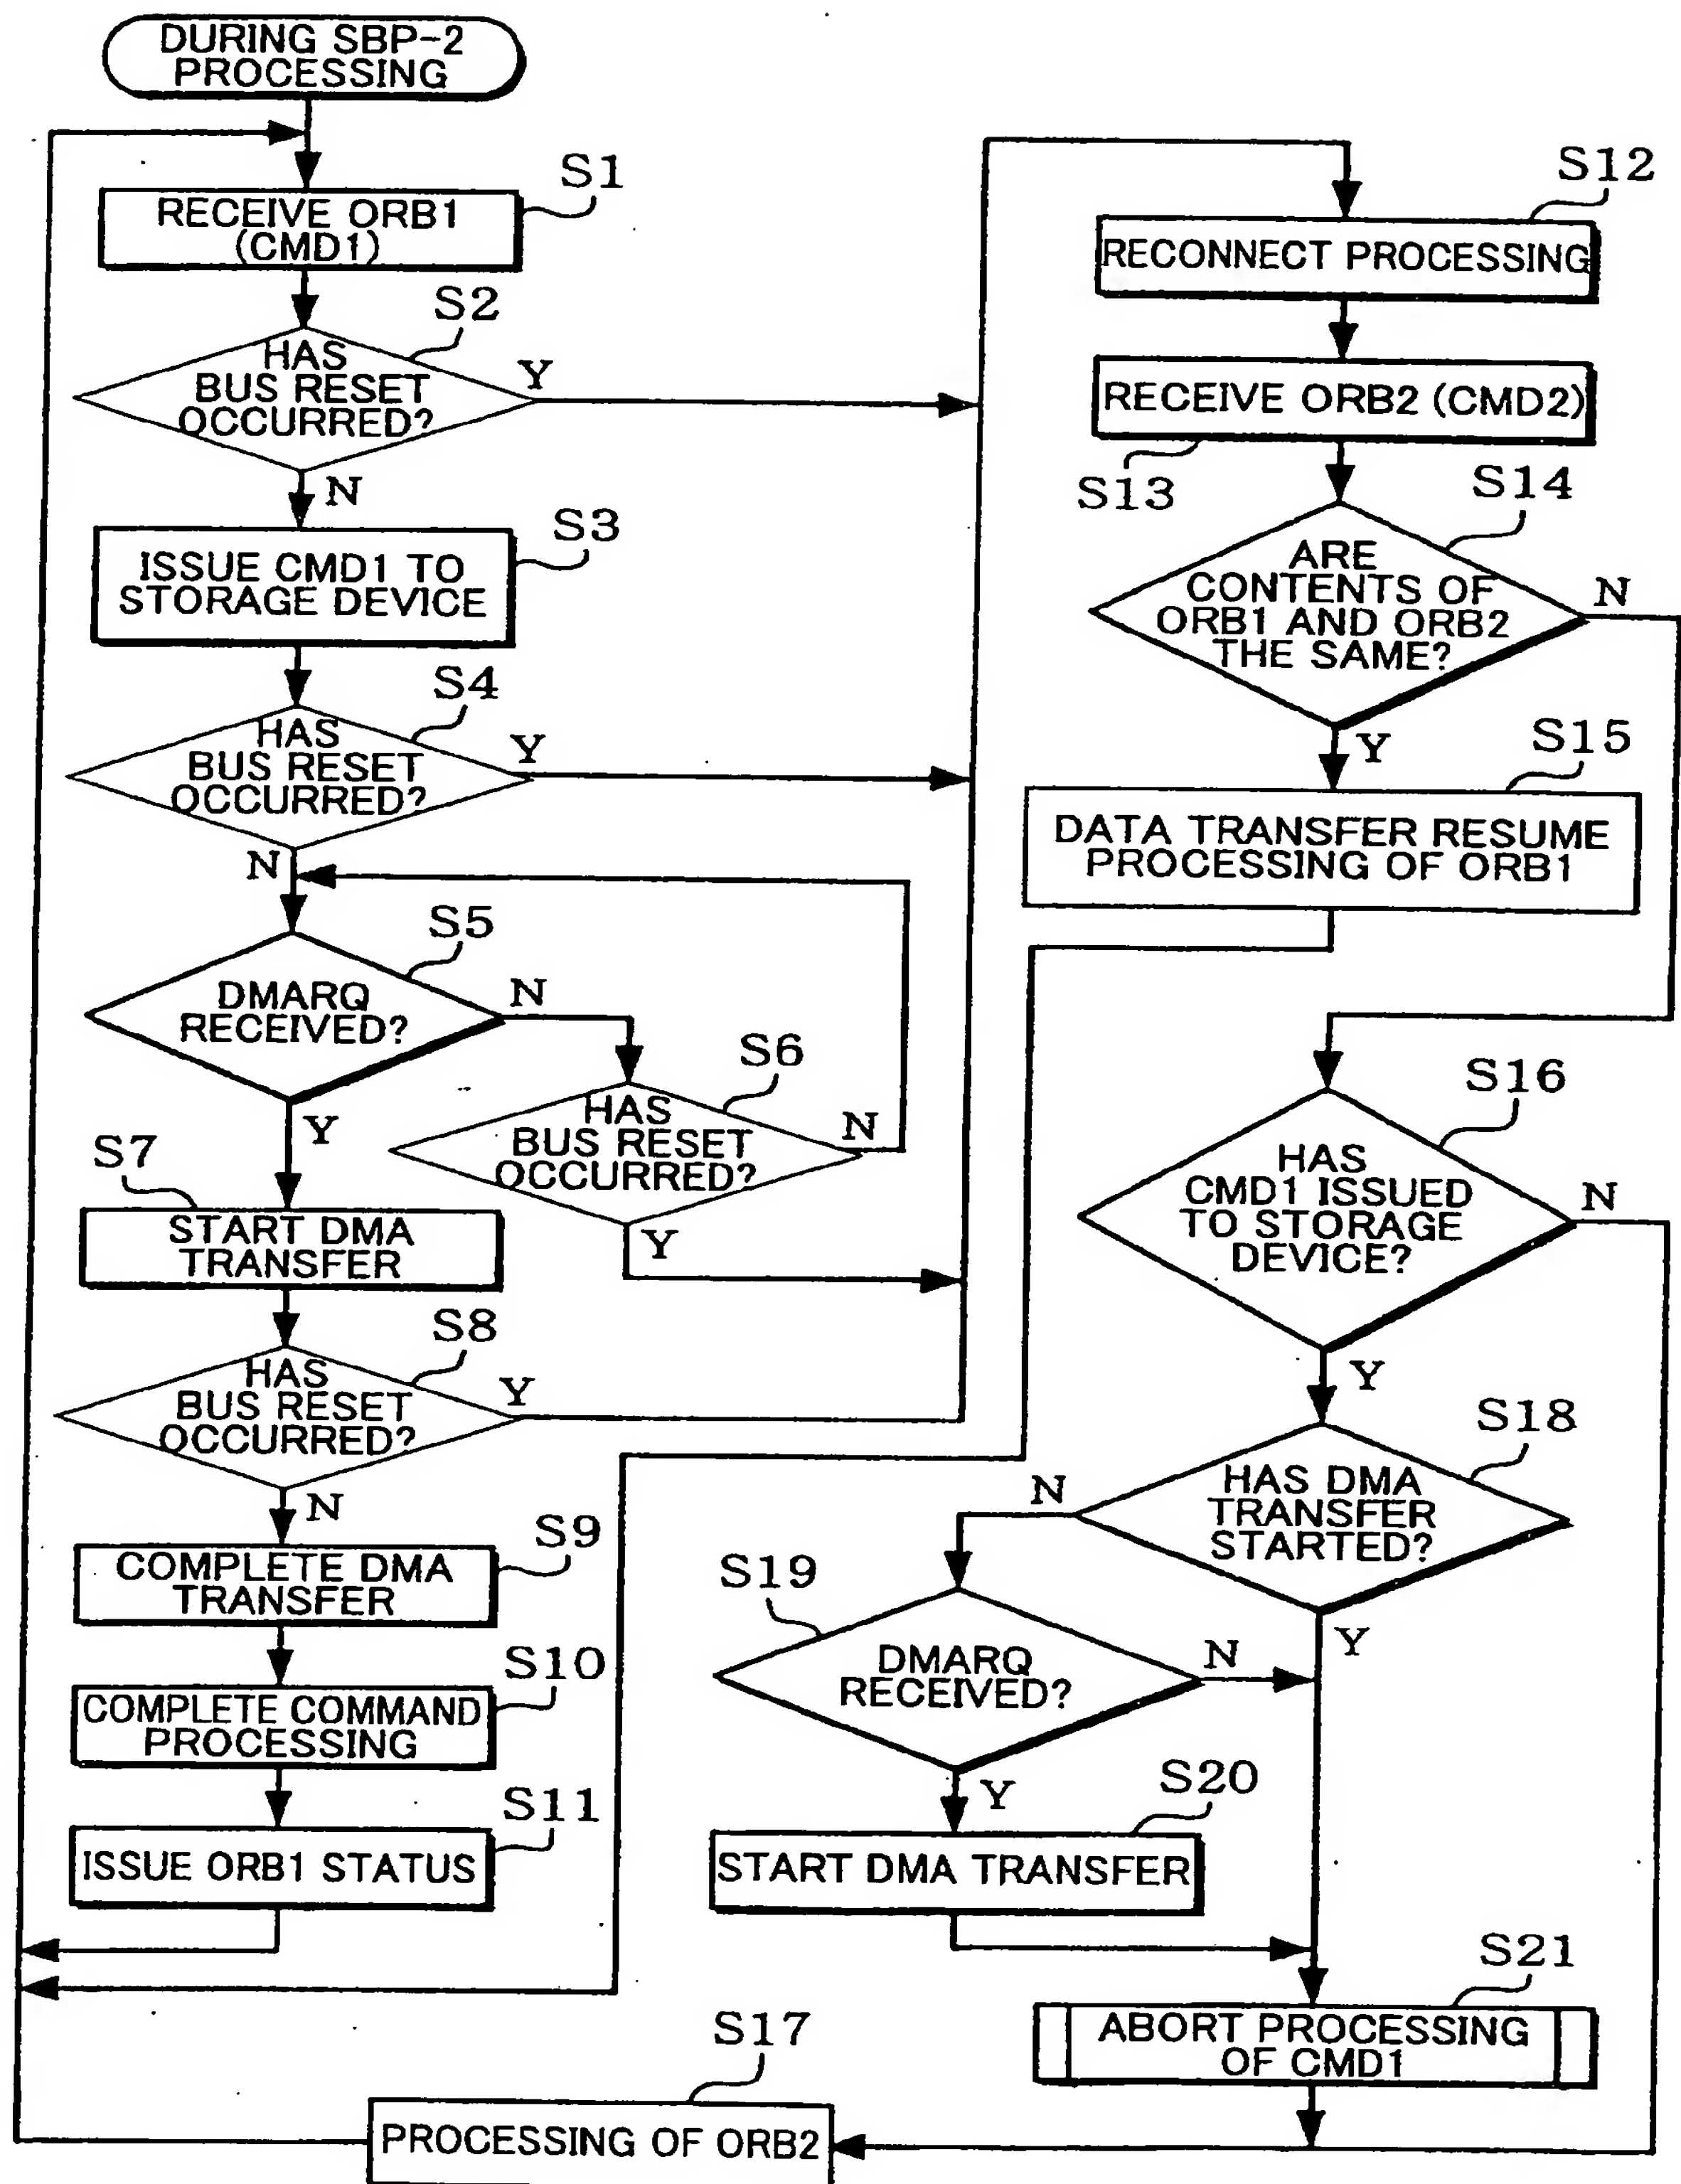 DURING SBP-2
PROCESSING
S1
RECEIVE ORB1
(CMD1)
S2
HAS
BUS RESET
OCCURRED?
Y
N
S3
ISSUE CMD1 TO
STORAGE DEVICE
S4
HAS
BUS RESET
OCCURRED?
Y
N
S5
DMARQ
RECEIVED?
N
Y
S6
HAS
BUS RESET
OCCURRED?
N
Y
S7
START DMA
TRANSFER
S8
HAS
BUS RESET
OCCURRED?
Y
N
S9
COMPLETE DMA
TRANSFER
S10
COMPLETE COMMAND
PROCESSING
S11
ISSUE ORB1 STATUS
S12
RECONNECT PROCESSING
RECEIVE ORB2 (CMD2)
S13
S14
ARE
CONTENTS OF
ORB1 AND ORB2
THE SAME?
N
Y
S15
DATA TRANSFER RESUME
PROCESSING OF ORB1
S16
HAS
CMD1 ISSUED
TO STORAGE
DEVICE?
N
Y
S18
HAS DMA
TRANSFER
STARTED?
N
Y
S19
DMARQ
RECEIVED?
N
Y
S20
START DMA TRANSFER
S21
ABORT PROCESSING
OF CMD1
S17
PROCESSING OF ORB2